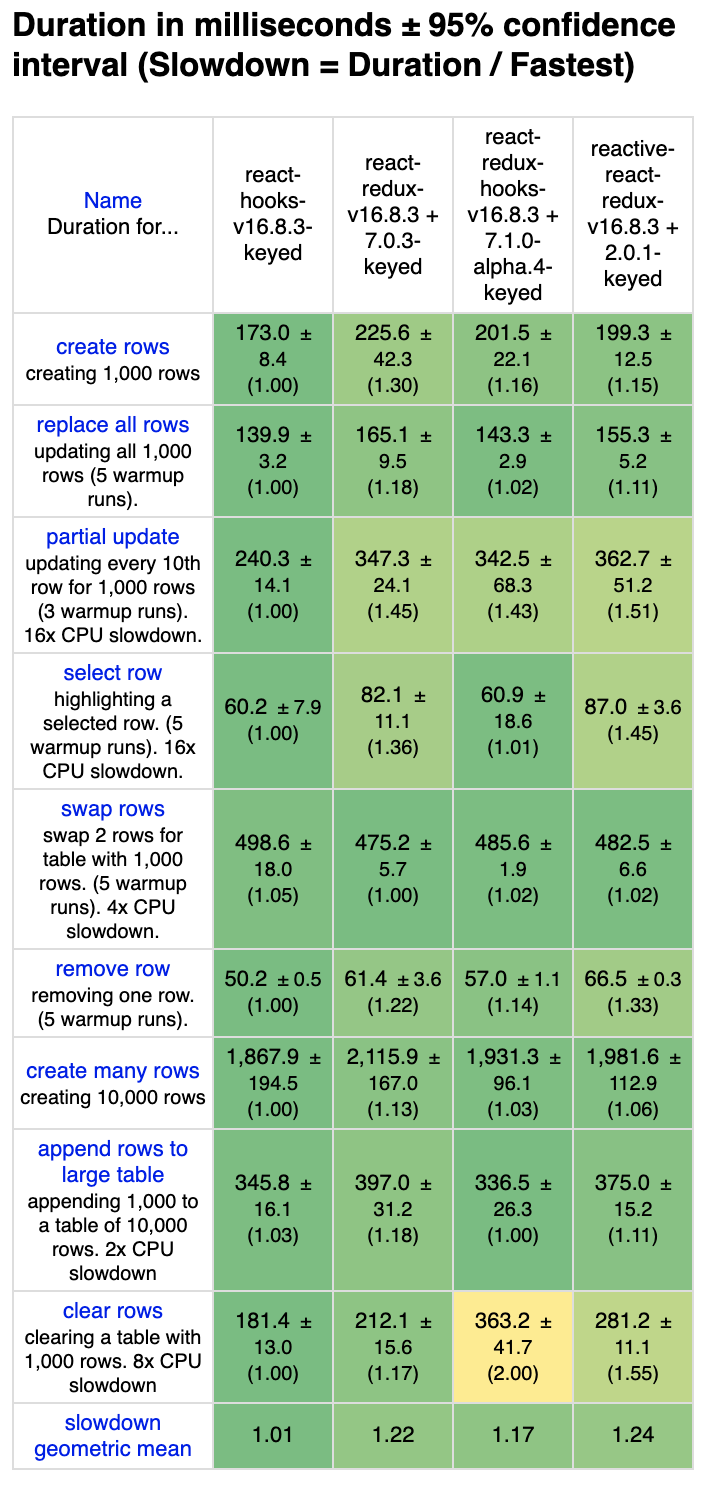 Duration in milliseconds ± 95% confidence
interval (Slowdown = Duration / Fastest)
Name
Duration for...
react-
hooks-
v16.8.3-
keyed
react-
redux-
v16.8.3 +
7.0.3-
keyed
react-
redux-
hooks-
v16.8.3 +
7.1.0-
alpha.4-
keyed
reactive-
react-
redux-
v16.8.3 +
2.0.1-
keyed
create rows
creating 1,000 rows
173.0 ±
8.4
(1.00)
225.6 ±
42.3
(1.30)
201.5 ±
22.1
(1.16)
199.3 ±
12.5
(1.15)
replace all rows
updating all 1,000
rows (5 warmup
runs).
139.9 ±
3.2
(1.00)
165.1 ±
9.5
(1.18)
143.3 ±
2.9
(1.02)
155.3 ±
5.2
(1.11)
partial update
updating every 10th
row for 1,000 rows
(3 warmup runs).
16x CPU slowdown.
240.3 ±
14.1
(1.00)
347.3 ±
24.1
(1.45)
342.5 ±
68.3
(1.43)
362.7 ±
51.2
(1.51)
select row
highlighting a
selected row. (5
warmup runs). 16x
CPU slowdown.
60.2 ± 7.9
(1.00)
82.1 ±
11.1
(1.36)
60.9 ±
18.6
(1.01)
87.0 ± 3.6
(1.45)
swap rows
swap 2 rows for
table with 1,000
rows. (5 warmup
runs). 4x CPU
slowdown.
498.6 ±
18.0
(1.05)
475.2 ±
5.7
(1.00)
485.6 ±
1.9
(1.02)
482.5 ±
6.6
(1.02)
remove row
removing one row.
(5 warmup runs).
50.2 ± 0.5
(1.00)
61.4 ± 3.6
(1.22)
57.0 ± 1.1
(1.14)
66.5 ± 0.3
(1.33)
create many rows
creating 10,000 rows
1,867.9 ±
194.5
(1.00)
2,115.9 ±
167.0
(1.13)
1,931.3 ±
96.1
(1.03)
1,981.6 ±
112.9
(1.06)
append rows to
large table
appending 1,000 to
a table of 10,000
rows. 2x CPU
slowdown
345.8 ±
16.1
(1.03)
397.0 ±
31.2
(1.18)
336.5 ±
26.3
(1.00)
375.0 ±
15.2
(1.11)
clear rows
clearing a table with
1,000 rows. 8x CPU
slowdown
181.4 ±
13.0
(1.00)
212.1 ±
15.6
(1.17)
363.2 ±
41.7
(2.00)
281.2 ±
11.1
(1.55)
slowdown
geometric mean
1.01
1.22
1.17
1.24